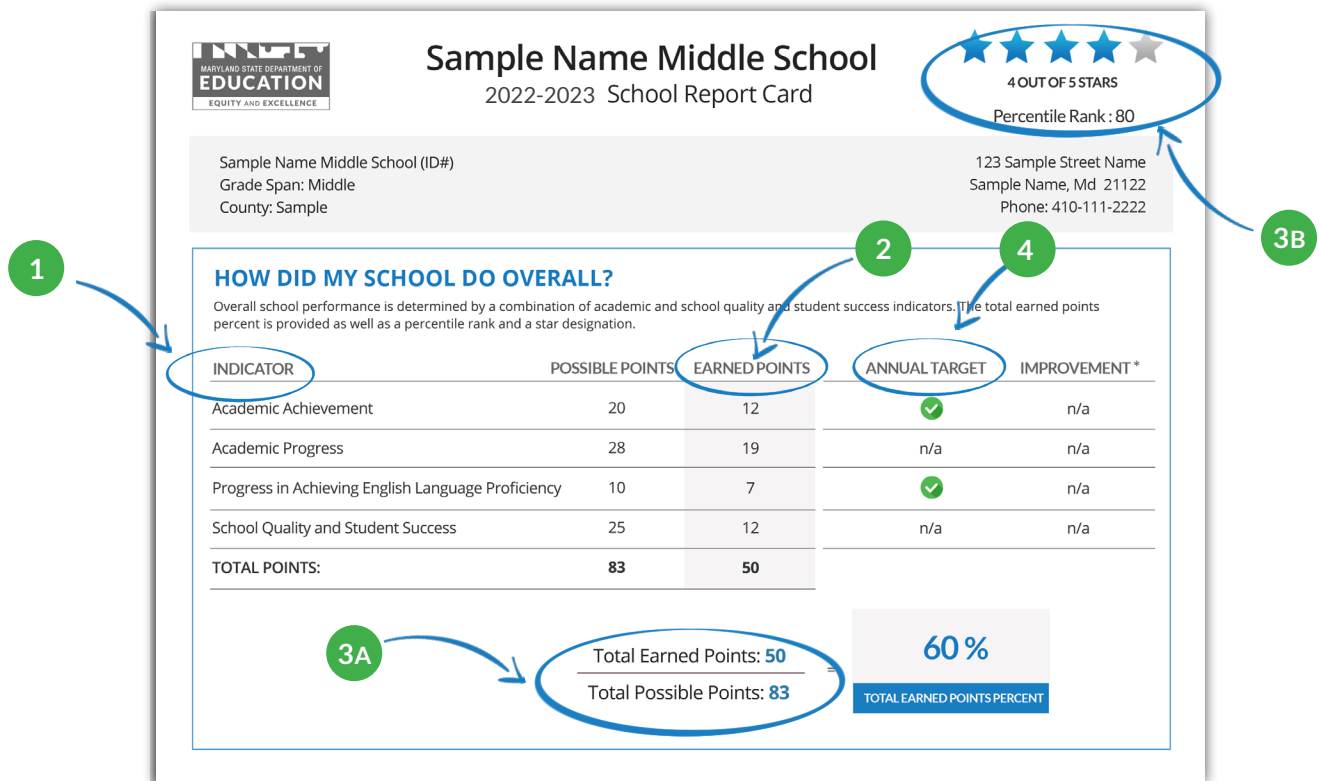 MARYLAND STATE DEPARTMENT OF
EDUCATION
EQUITY AND EXCELLENCE
Sample Name Middle School
2022-2023 School Report Card
4 OUT OF 5 STARS
Percentile Rank : 80
3B
Sample Name Middle School (ID#)
Grade Span: Middle
County: Sample
123 Sample Street Name
Sample Name, Md 21122
Phone: 410-111-2222
1
2
4
HOW DID MY SCHOOL DO OVERALL?
Overall school performance is determined by a combination of academic and school quality and student success indicators. The total earned points
percent is provided as well as a percentile rank and a star designation.
INDICATOR POSSIBLE POINTS EARNED POINTS ANNUAL TARGET IMPROVEMENT *
Academic Achievement 20 12 n/a
Academic Progress 28 19 n/a n/a
Progress in Achieving English Language Proficiency 10 7 n/a
School Quality and Student Success 25 12 n/a n/a
TOTAL POINTS: 83 50
3A
Total Earned Points: 50
Total Possible Points: 83
=
60 %
TOTAL EARNED POINTS PERCENT